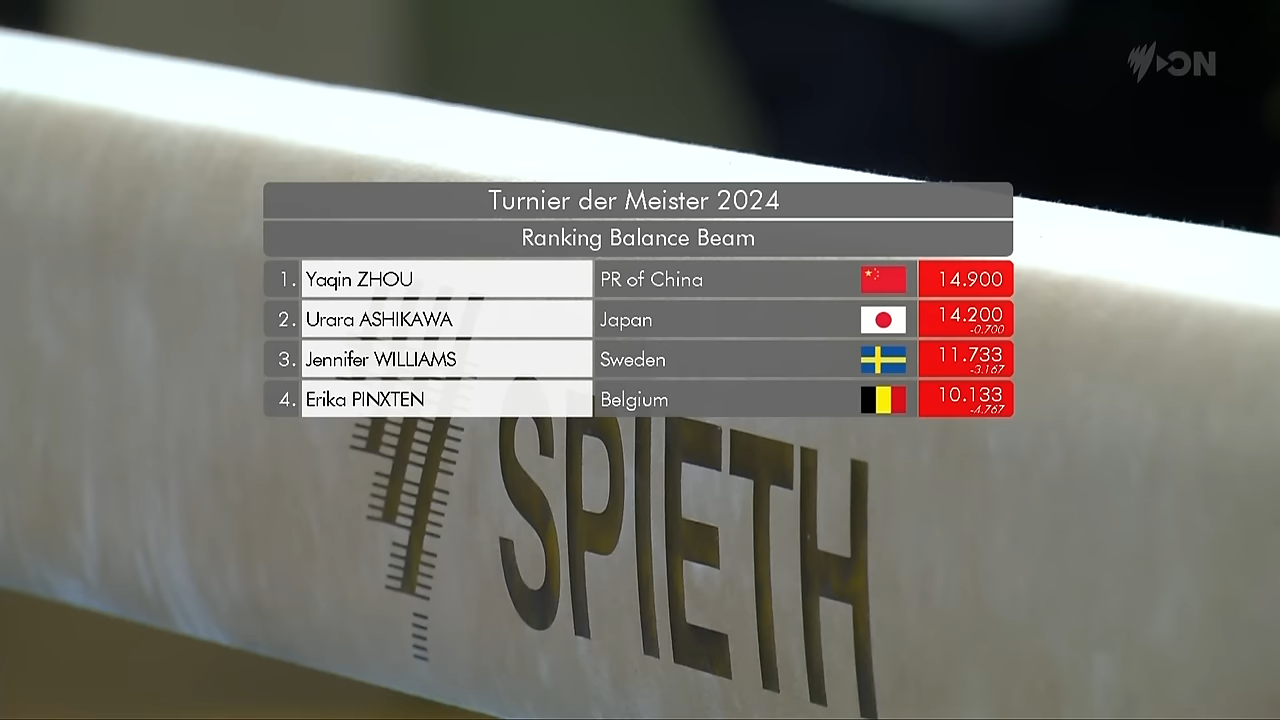 ON
Turnier der Meister 2024
Ranking Balance Beam
1. Yaqin ZHOU PR of China 14.900
2. Urara ASHIKAWA Japan 14.200 -0.700
3. Jennifer WILLIAMS Sweden 11.733 -3.167
4. Erika PINXTEN Belgium 10.133 -4.767
SPIETH